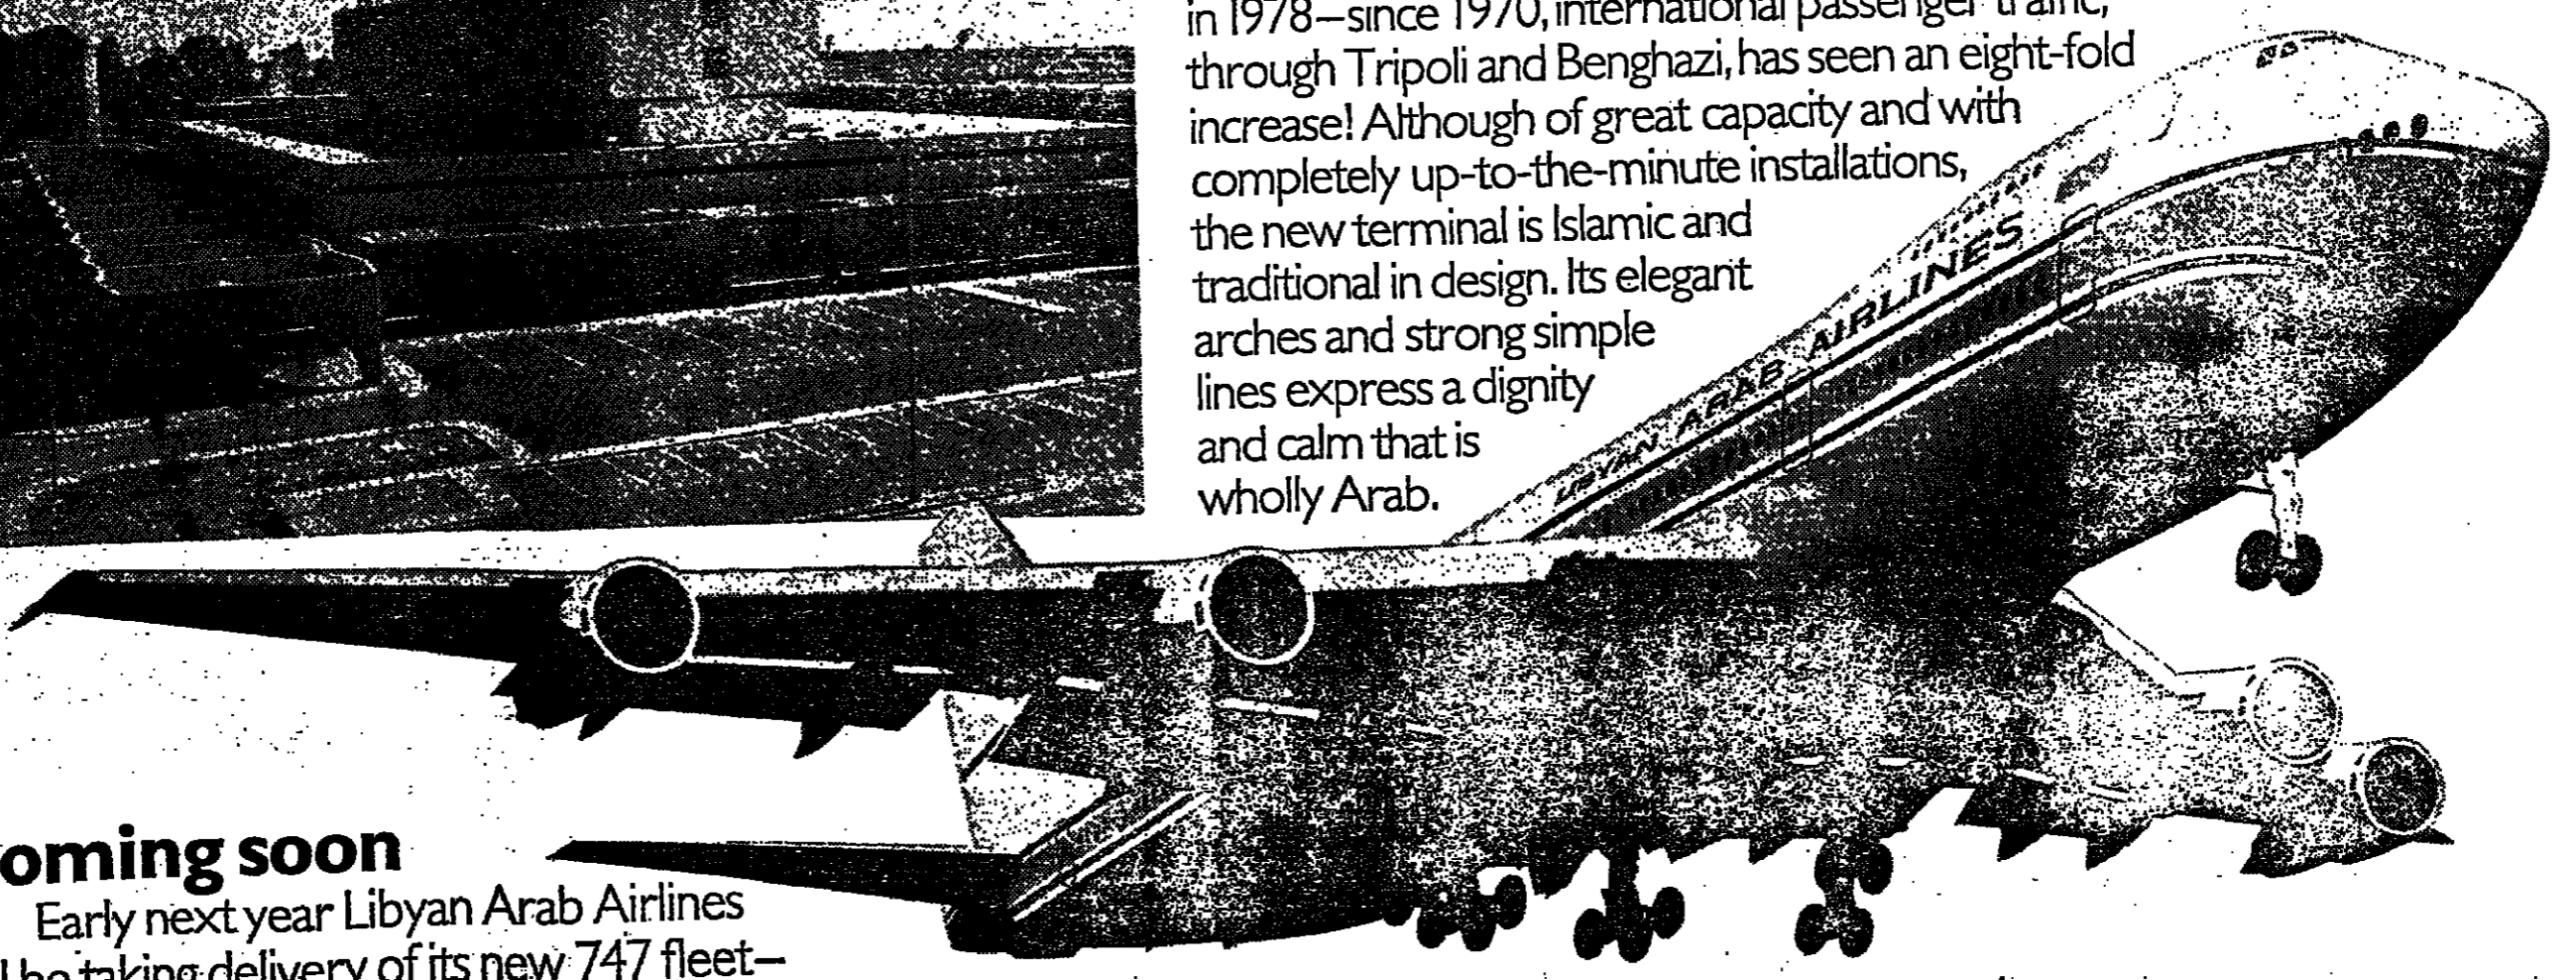 in 1978—since 1970, international passenger traffic,
through Tripoli and Benghazi, has seen an eight-fold
increase! Although of great capacity and with
completely up-to-the-minute installations,
the new terminal is Islamic and
traditional in design. Its elegant
arches and strong simple
lines express a dignity
and calm that is
wholly Arab.
LIBYAN ARAB AIRLINES
oming soon
Early next year Libyan Arab Airlines
be taking delivery of its new 747 fleet—